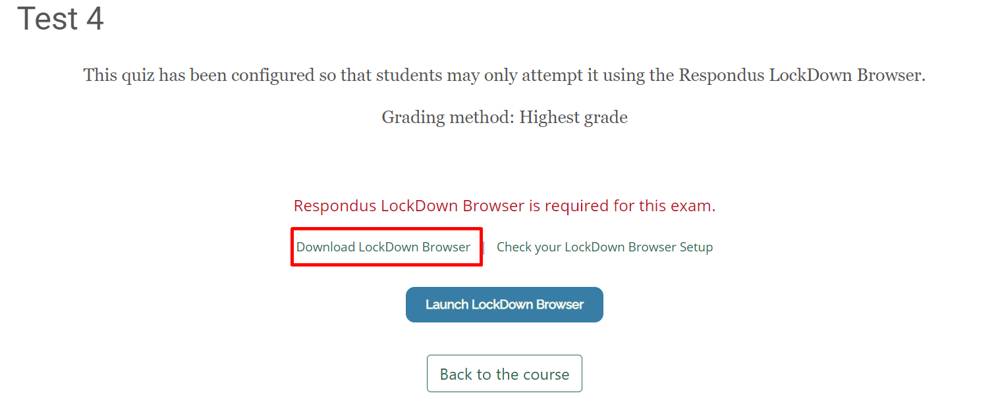 Test 4
This quiz has been configured so that students may only attempt it using the Respondus LockDown Browser.
Grading method: Highest grade
Respondus LockDown Browser is required for this exam.
Download LockDown Browser | Check your LockDown Browser Setup
Launch LockDown Browser
Back to the course